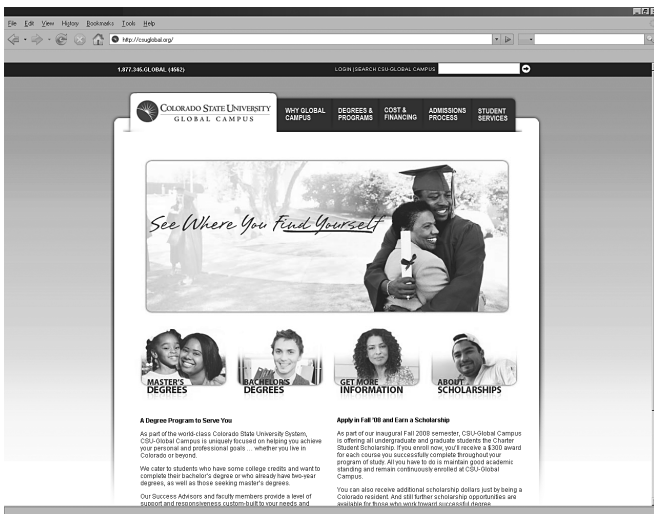 File Edit View History Bookmarks Tools Help
http://csuglobal.org/
1.877.345.GLOBAL (4562)
LOGIN | SEARCH CSU-GLOBAL CAMPUS
COLORADO STATE UNIVERSITY
GLOBAL CAMPUS
WHY GLOBAL
CAMPUS
DEGREES &
PROGRAMS
COST &
FINANCING
ADMISSIONS
PROCESS
STUDENT
SERVICES
See Where You Find Yourself
MASTER'S
DEGREES
BACHELOR'S
DEGREES
GET MORE
INFORMATION
ABOUT
SCHOLARSHIPS
A Degree Program to Serve You
As part of the world-class Colorado State University System,
CSU-Global Campus is uniquely focused on helping you achieve
your personal and professional goals ... whether you live in
Colorado or beyond.
We cater to students who have some college credits and want to
complete their bachelor's degree or who already have two-year
degrees, as well as those seeking master's degrees.
Our Success Advisors and faculty members provide a level of
support and responsiveness custom-built to your needs and
Apply in Fall '08 and Earn a Scholarship
As part of our inaugural Fall 2008 semester, CSU-Global Campus
is offering all undergraduate and graduate students the Charter
Student Scholarship. If you enroll now, you'll receive a $300 award
for each course you successfully complete throughout your
program of study. All you have to do is maintain good academic
standing and remain continuously enrolled at CSU-Global
Campus.
You can also receive additional scholarship dollars just by being a
Colorado resident. And still further scholarship opportunities are
available for those who work toward successful degree